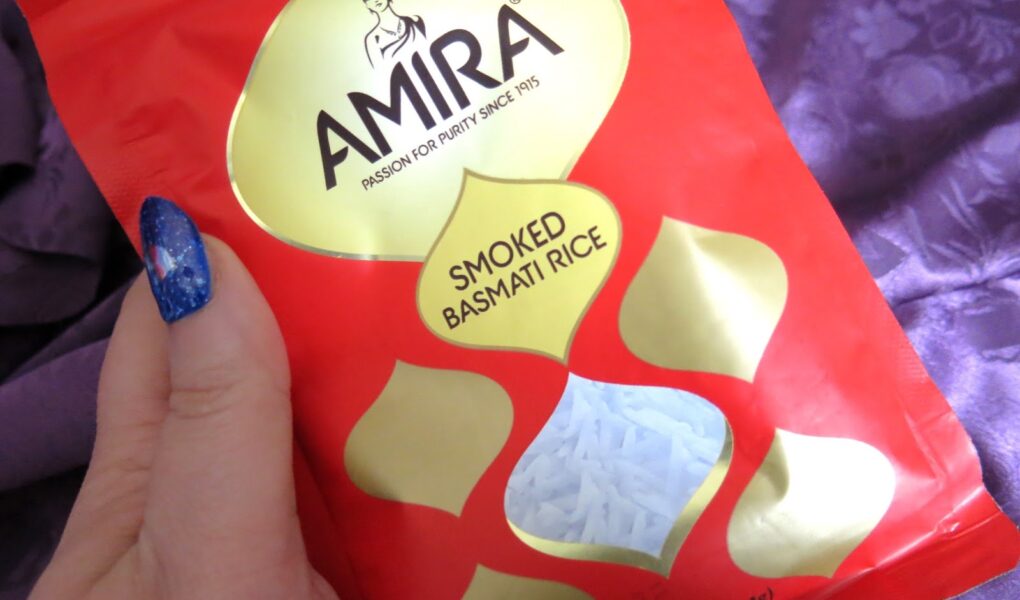 AMIRA®
PASSION FOR PURITY SINCE 1915
SMOKED
BASMATI RICE